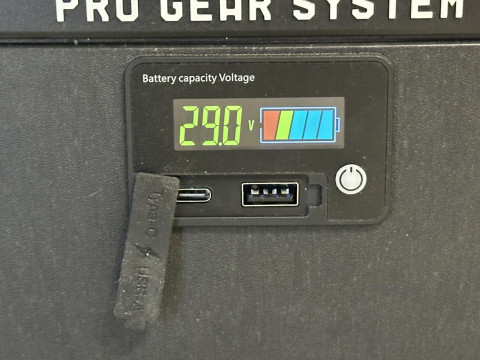 PRO GEAR SYSTEM
Battery capacity Voltage
29.0 V